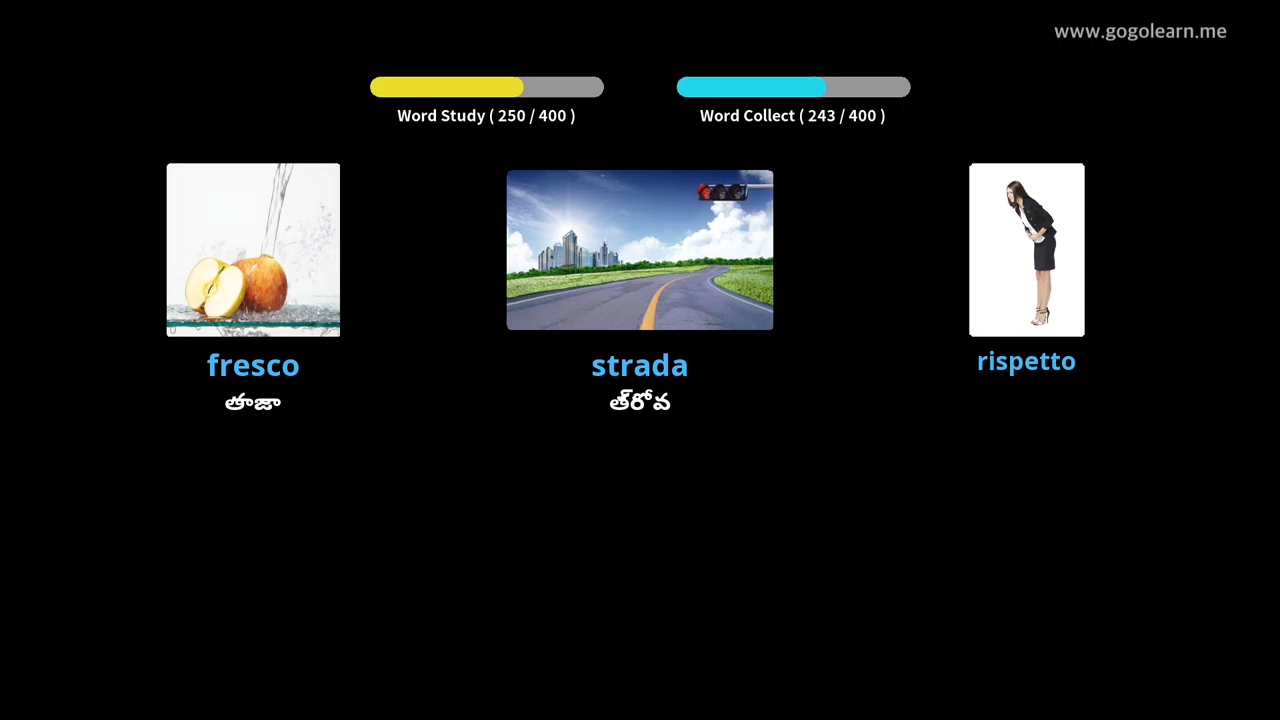 www.gogolearn.me
Word Study ( 250 / 400 )
Word Collect ( 243 / 400 )
fresco
strada
rispetto
తాజా
త్రోవ